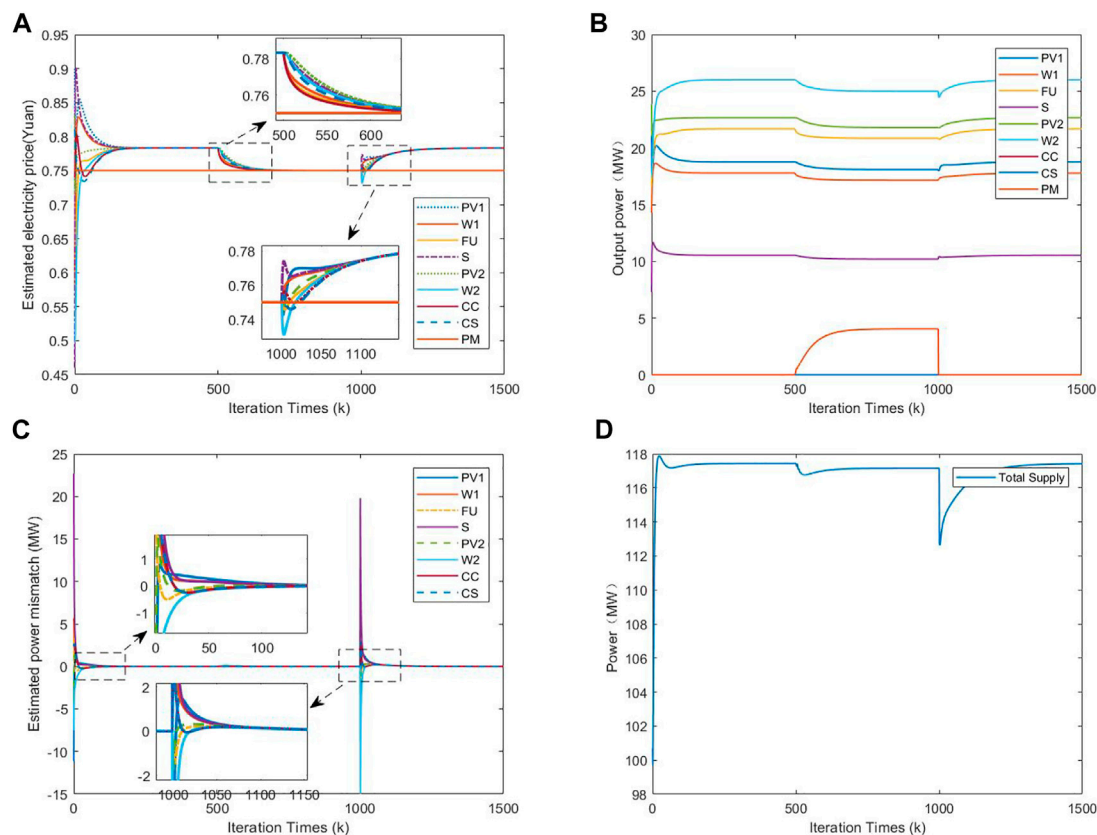 A
Estimated electricity price(Yuan)
0.95
0.9
0.85
0.8
0.75
0.7
0.65
0.6
0.55
0.5
0.45
0
500
1000
1500
Iteration Times (k)
0.78
0.76
500
550
600
0.78
0.76
0.74
1000
1050
1100
PV1
W1
FU
S
PV2
W2
CC
CS
PM
B
Output power（MW）
30
25
20
15
10
5
0
0
500
1000
1500
Iteration Times (k)
PV1
W1
FU
S
PV2
W2
CC
CS
PM
C
Estimated power mismatch (MW)
25
20
15
10
5
0
-5
-10
-15
0
500
1000
1500
Iteration Times (k)
1
0
-1
0
50
100
2
0
-2
1000
1050
1100
1150
PV1
W1
FU
S
PV2
W2
CC
CS
D
Power（MW）
118
116
114
112
110
108
106
104
102
100
98
0
500
1000
1500
Iteration Times (k)
Total Supply